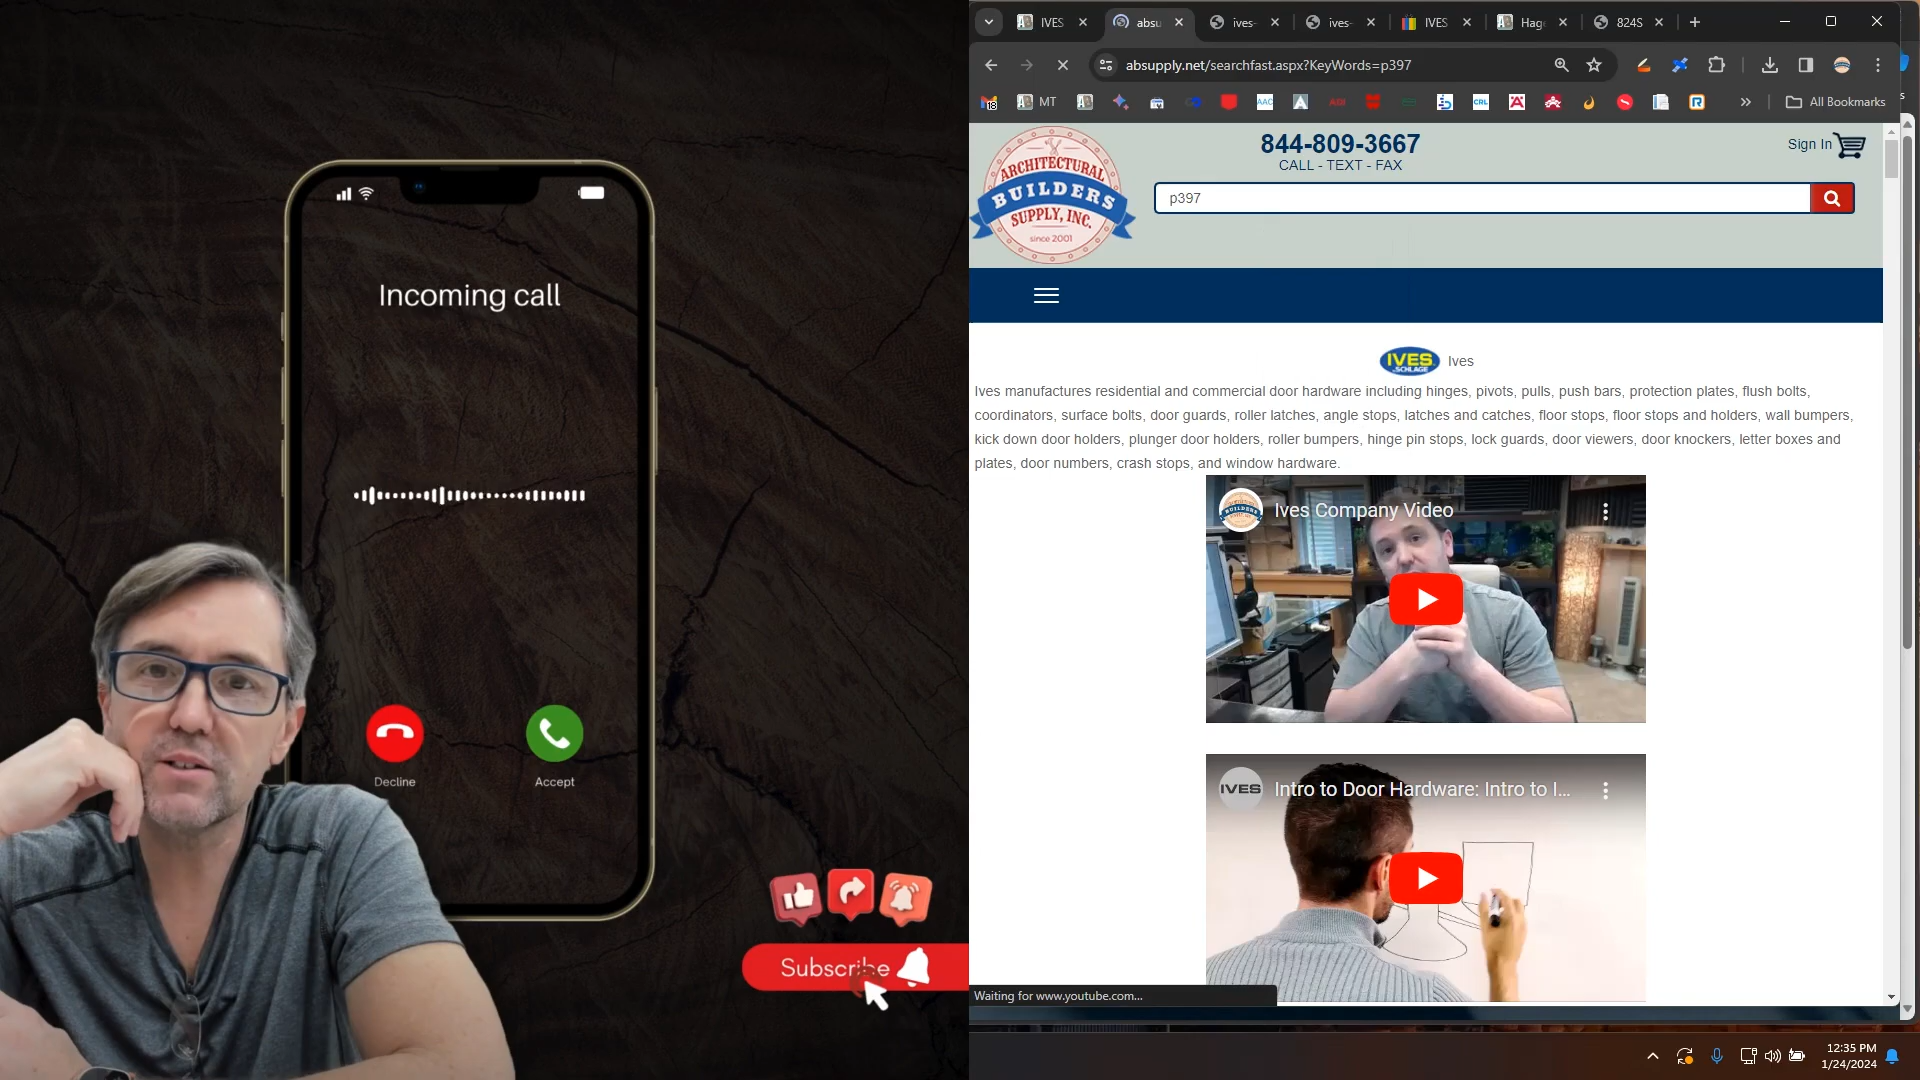 Incoming call
Decline
Accept
Subscribe
IVES
absu
ives-
ives-
IVES
Hag
824S
absupply.net/searchfast.aspx?KeyWords=p397
18
MT
AAC
CRL
All Bookmarks
ARCHITECTURAL
BUILDERS
SUPPLY, INC.
since 2001
844-809-3667
CALL - TEXT - FAX
Sign In
p397
IVES
SCHLAGE
Ives
Ives manufactures residential and commercial door hardware including hinges, pivots, pulls, push bars, protection plates, flush bolts,
coordinators, surface bolts, door guards, roller latches, angle stops, latches and catches, floor stops, floor stops and holders, wall bumpers,
kick down door holders, plunger door holders, roller bumpers, hinge pin stops, lock guards, door viewers, door knockers, letter boxes and
plates, door numbers, crash stops, and window hardware.
BUILDERS
Ives Company Video
IVES
Intro to Door Hardware: Intro to I...
Waiting for www.youtube.com...
12:35 PM
1/24/2024